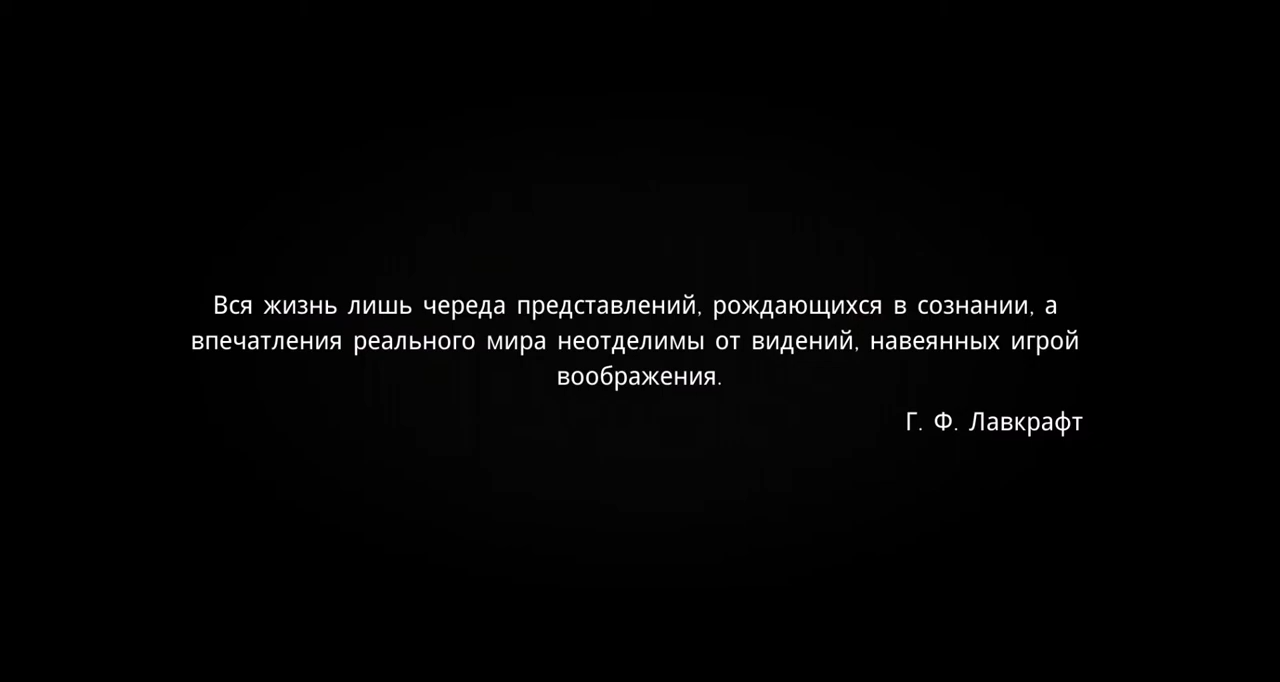 Вся жизнь лишь череда представлений, рождающихся в сознании, а
впечатления реального мира неотделимы от видений, навеянных игрой
воображения.
Г. Ф. Лавкрафт